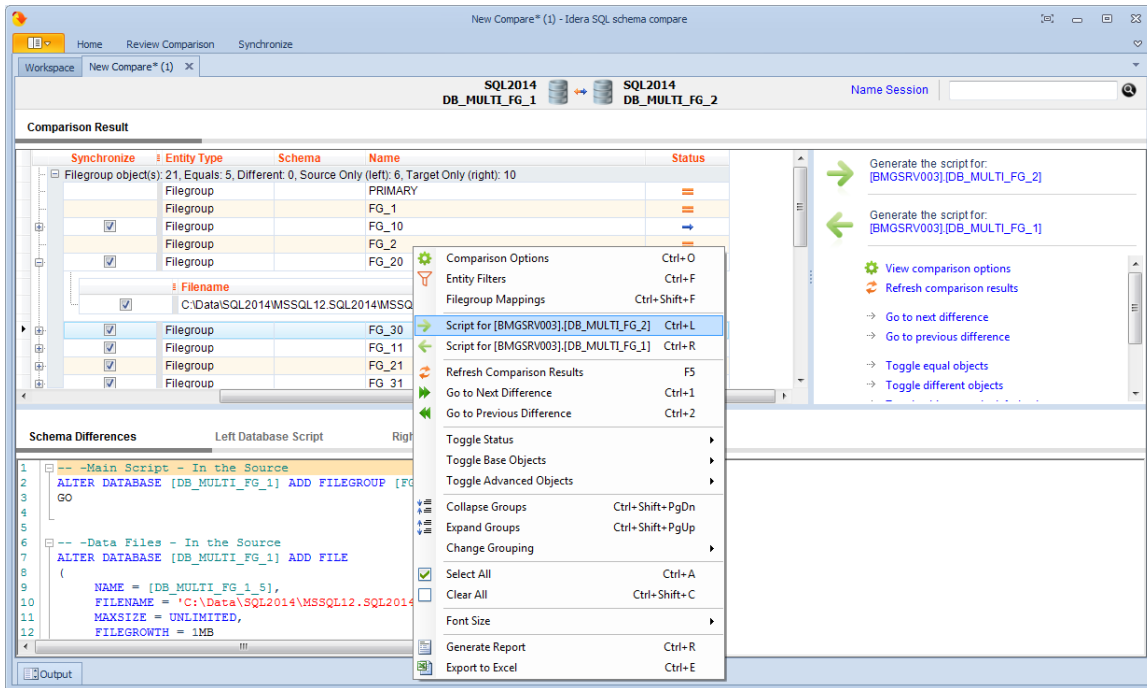 New Compare* (1) - Idera SQL schema compare
Home Review Comparison Synchronize
Workspace New Compare* (1)
SQL2014 SQL2014
DB_MULTI_FG_1 DB_MULTI_FG_2
Name Session
Comparison Result
Synchronize Entity Type Schema Name Status
Filegroup object(s): 21, Equals: 5, Different: 0, Source Only (left): 6, Target Only (right): 10
Filegroup PRIMARY
Filegroup FG_1
Filegroup FG_10
Filegroup FG_2
Filegroup FG_20
Filename
C:\Data\SQL2014\MSSQL12.SQL2014\MSSQ
Filegroup FG_30
Filegroup FG_11
Filegroup FG_21
Filegroup FG_31
Generate the script for:
[BMGSRV003].[DB_MULTI_FG_2]
Generate the script for:
[BMGSRV003].[DB_MULTI_FG_1]
View comparison options
Refresh comparison results
Go to next difference
Go to previous difference
Toggle equal objects
Toggle different objects
Comparison Options Ctrl+O
Entity Filters Ctrl+F
Filegroup Mappings Ctrl+Shift+F
Script for [BMGSRV003].[DB_MULTI_FG_2] Ctrl+L
Script for [BMGSRV003].[DB_MULTI_FG_1] Ctrl+R
Refresh Comparison Results F5
Go to Next Difference Ctrl+1
Go to Previous Difference Ctrl+2
Toggle Status
Toggle Base Objects
Toggle Advanced Objects
Collapse Groups Ctrl+Shift+PgDn
Expand Groups Ctrl+Shift+PgUp
Change Grouping
Select All Ctrl+A
Clear All Ctrl+Shift+C
Font Size
Generate Report Ctrl+R
Export to Excel Ctrl+E
Schema Differences Left Database Script Righ
1 -- -Main Script - In the Source
2 ALTER DATABASE [DB_MULTI_FG_1] ADD FILEGROUP [FG
3 GO
4
5
6 -- -Data Files - In the Source
7 ALTER DATABASE [DB_MULTI_FG_1] ADD FILE
8 (
9 NAME = [DB_MULTI_FG_1_5],
10 FILENAME = 'C:\Data\SQL2014\MSSQL12.SQL2014
11 MAXSIZE = UNLIMITED,
12 FILEGROWTH = 1MB
Output